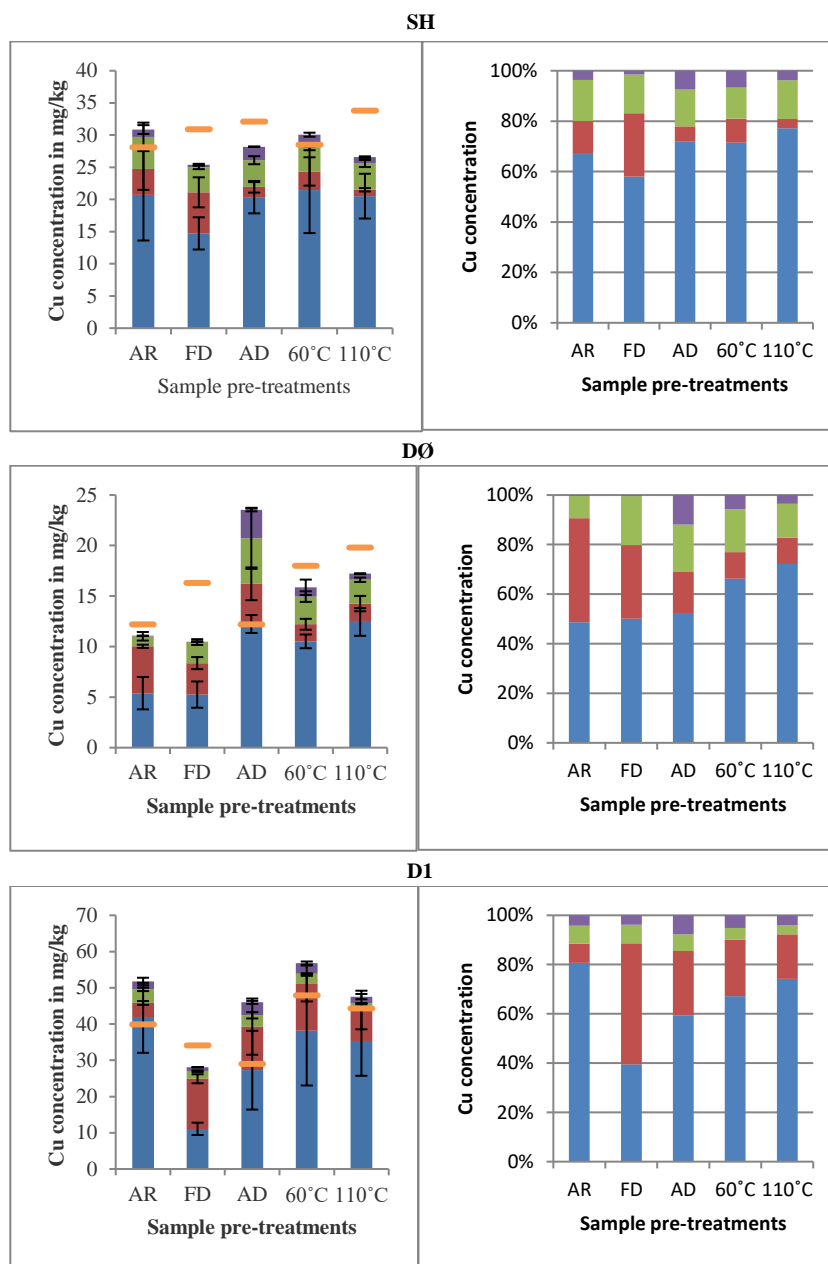 SH
Cu concentration in mg/kg
40
35
30
25
20
15
10
5
0
AR FD AD 60˚C 110˚C
Sample pre-treatments
Cu concentration
100%
80%
60%
40%
20%
0%
AR FD AD 60˚C 110˚C
Sample pre-treatments
DØ
Cu concentration in mg/kg
25
20
15
10
5
0
AR FD AD 60˚C 110˚C
Sample pre-treatments
Cu concentration
100%
80%
60%
40%
20%
0%
AR FD AD 60˚C 110˚C
Sample pre-treatments
D1
Cu concentration in mg/kg
70
60
50
40
30
20
10
0
AR FD AD 60˚C 110˚C
Sample pre-treatments
Cu concentration
100%
80%
60%
40%
20%
0%
AR FD AD 60˚C 110˚C
Sample pre-treatments